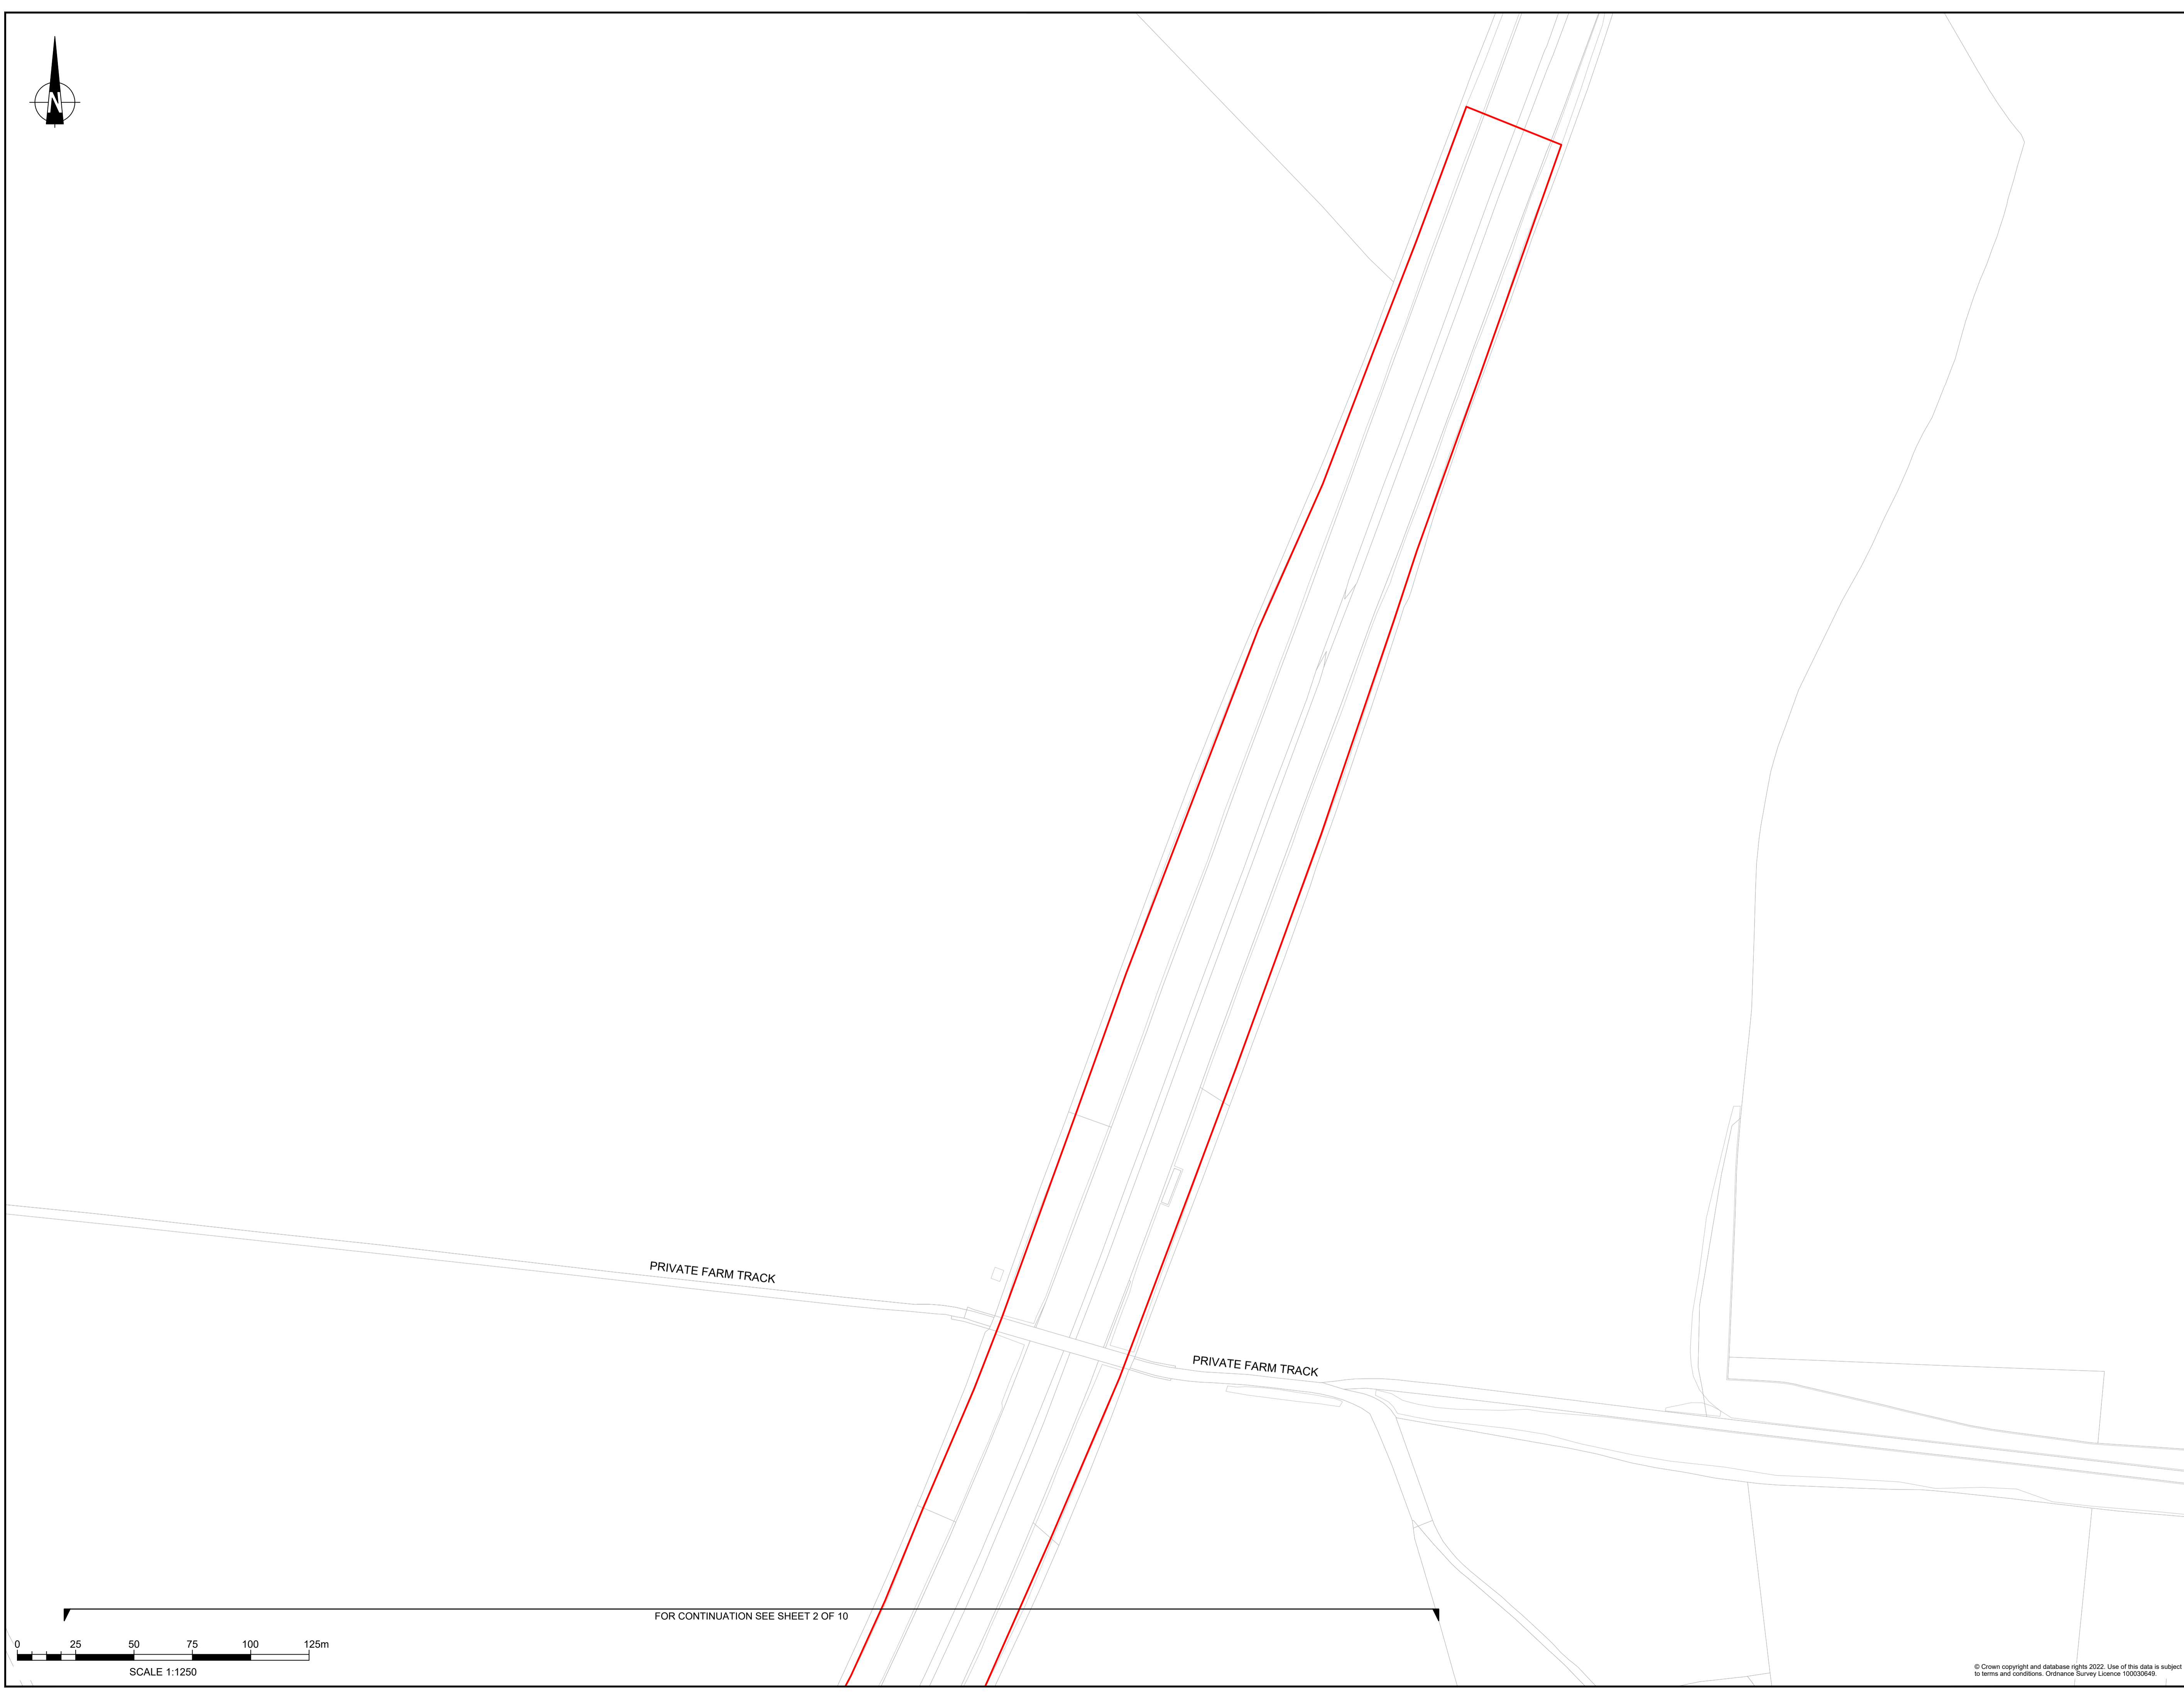 N
PRIVATE FARM TRACK
PRIVATE FARM TRACK
FOR CONTINUATION SEE SHEET 2 OF 10
0 25 50 75 100 125m
SCALE 1:1250
© Crown copyright and database rights 2022. Use of this data is subject
to terms and conditions. Ordnance Survey Licence 100030649.